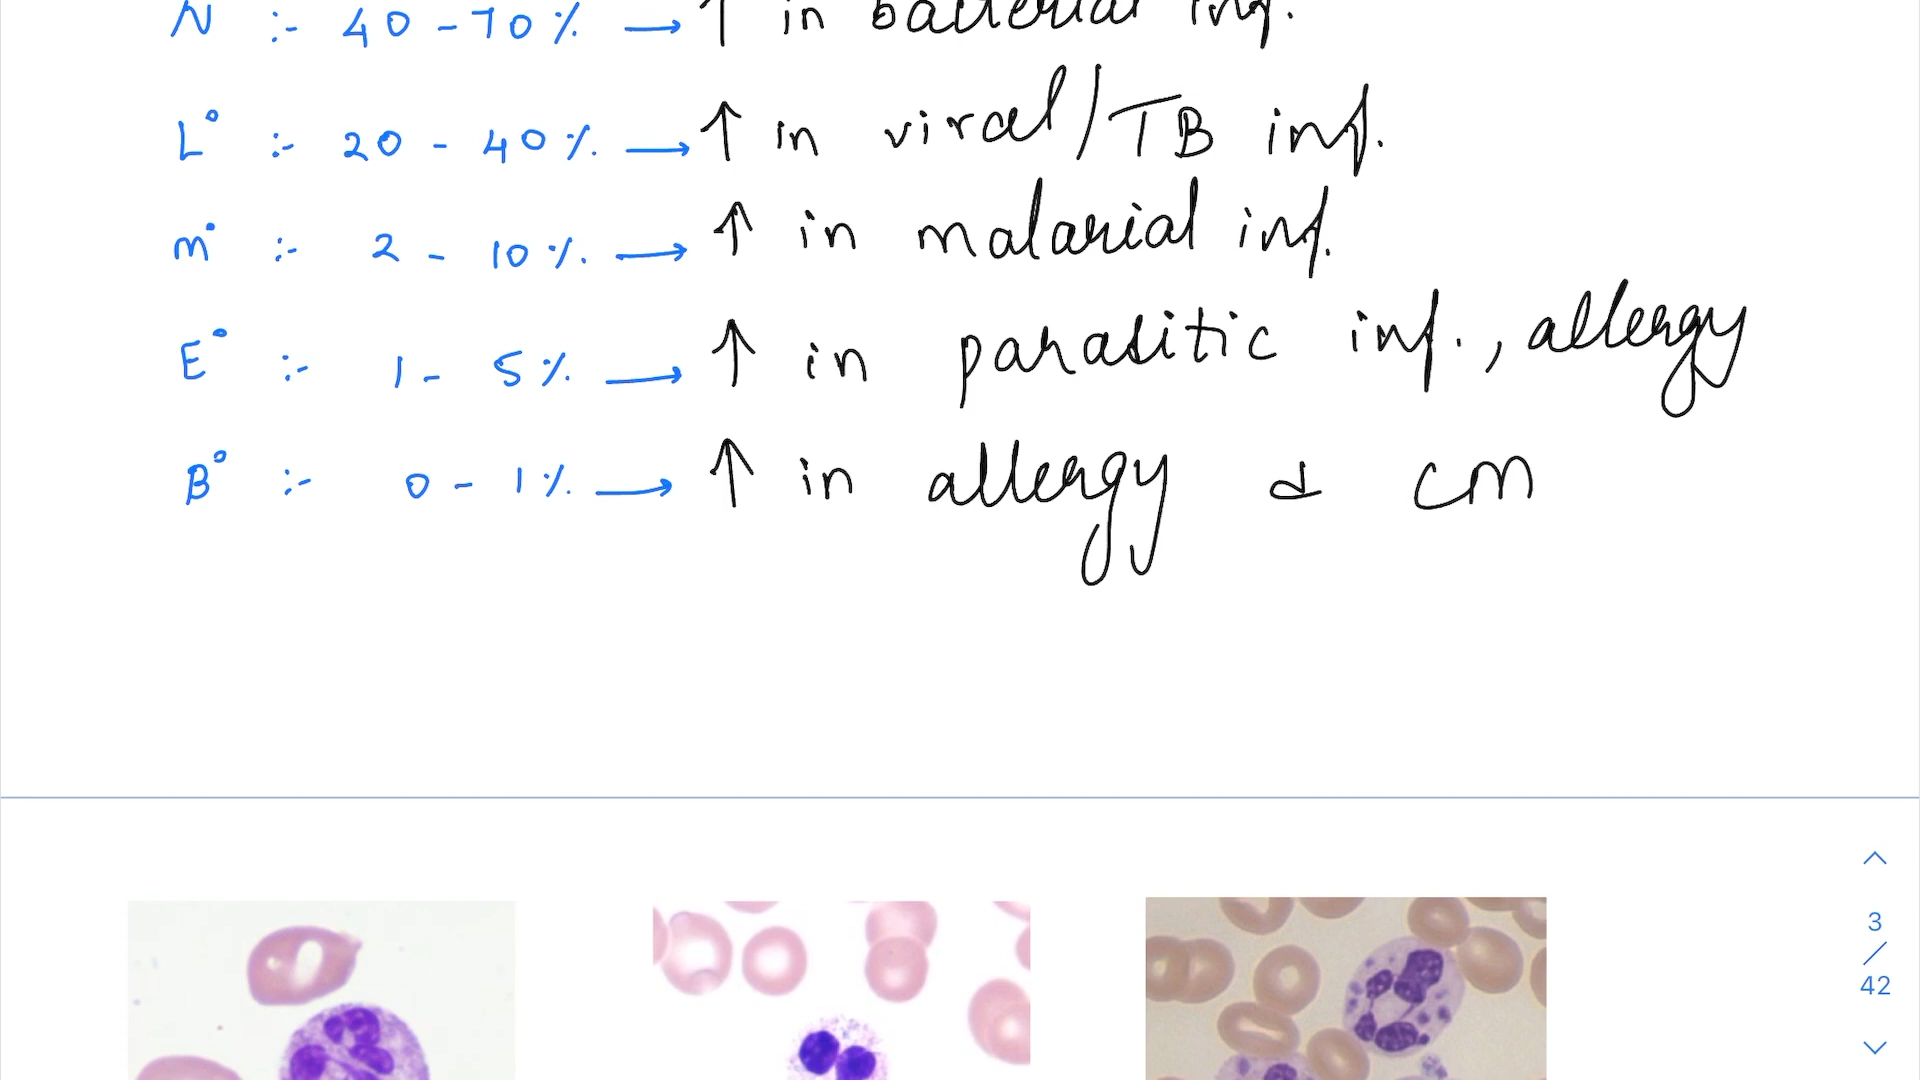 N :- 40 - 70 % → ↑ in bacterial inf.
L° :- 20 - 40 % → ↑ in viral / TB inf.
m° :- 2 - 10 % → ↑ in malarial inf.
E° :- 1 - 5 % → ↑ in parasitic inf., allergy
B° :- 0 - 1 % → ↑ in allergy & CM
3
/
42